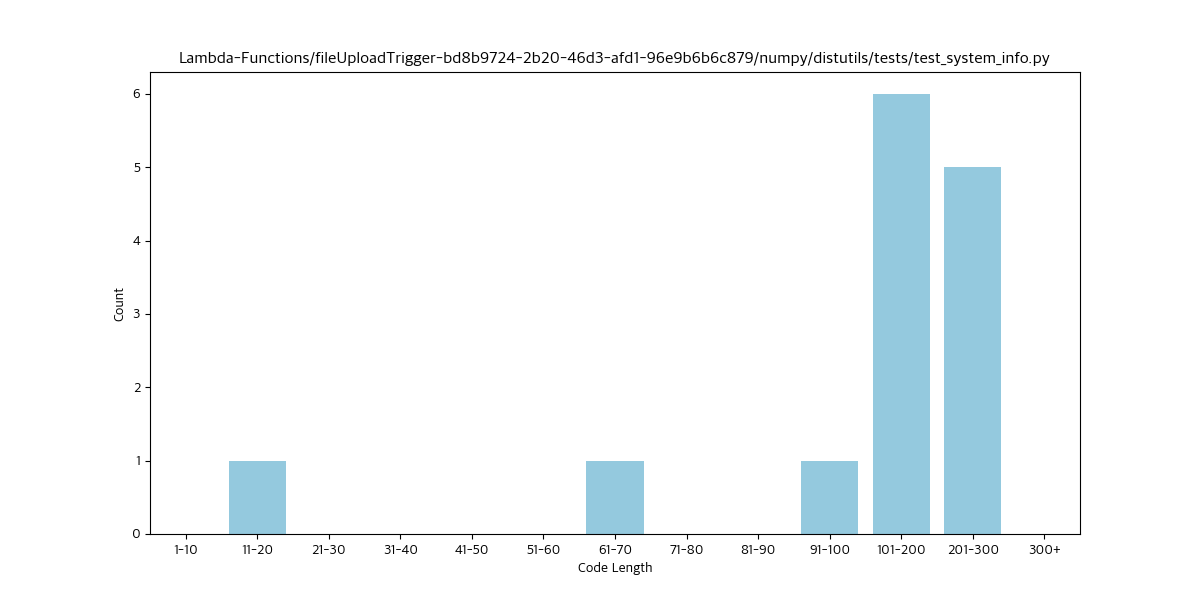 Lambda-Functions/fileUploadTrigger-bd8b9724-2b20-46d3-afd1-96e9b6b6c879/numpy/distutils/tests/test_system_info.py
6
5
4
3
2
1
0
Count
1-10 11-20 21-30 31-40 41-50 51-60 61-70 71-80 81-90 91-100 101-200 201-300 300+
Code Length